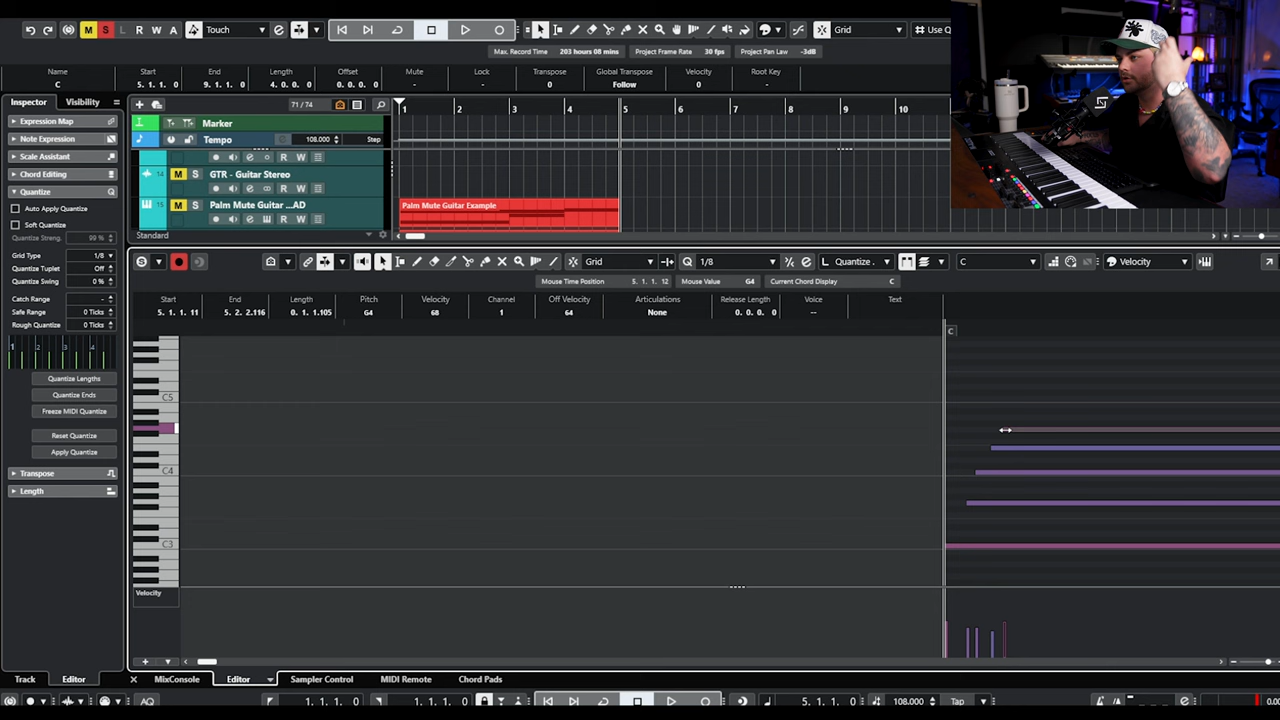 M S L R W A Touch Grid Use Q
Max. Record Time 203 hours 08 mins Project Frame Rate 30 fps Project Pan Law -3dB
Name Start End Length Offset Mute Lock Transpose Global Transpose Velocity Root Key
C 5. 1. 1. 0 9. 1. 1. 0 4. 0. 0. 0 0. 0. 0. 0 - - 0 Follow 0 -
Inspector Visibility 71 / 74 1 2 3 4 5 6 7 8 9 10
Expression Map Marker
Note Expression Tempo 108.000 Step
Scale Assistant R W
Chord Editing 14 M S GTR - Guitar Stereo
Quantize R W
Auto Apply Quantize 15 M S Palm Mute Guitar ...AD Palm Mute Guitar Example
Soft Quantize R W
Quantize Streng. 99 % Standard
Grid Type 1/8 S Grid Q 1/8 L Quantize. C Velocity
Quantize Tuplet Off
Quantize Swing 0 % Mouse Time Position 5. 1. 1. 12 Mouse Value G4 Current Chord Display C
Catch Range -
Safe Range 0 Ticks
Rough Quantize 0 Ticks
Start End Length Pitch Velocity Channel Off Velocity Articulations Release Length Voice Text
5. 1. 1. 11 5. 2. 2.116 0. 1. 1.105 G4 68 1 64 None 0. 0. 0. 0 --
C
1 2 3 4
Quantize Lengths
Quantize Ends
Freeze MIDI Quantize
Reset Quantize
Apply Quantize
Transpose
Length
C5
C4
C3
Velocity
Track Editor MixConsole Editor Sampler Control MIDI Remote Chord Pads
AQ 1. 1. 1. 0 1. 1. 1. 0 5. 1. 1. 0 Tap 108.000